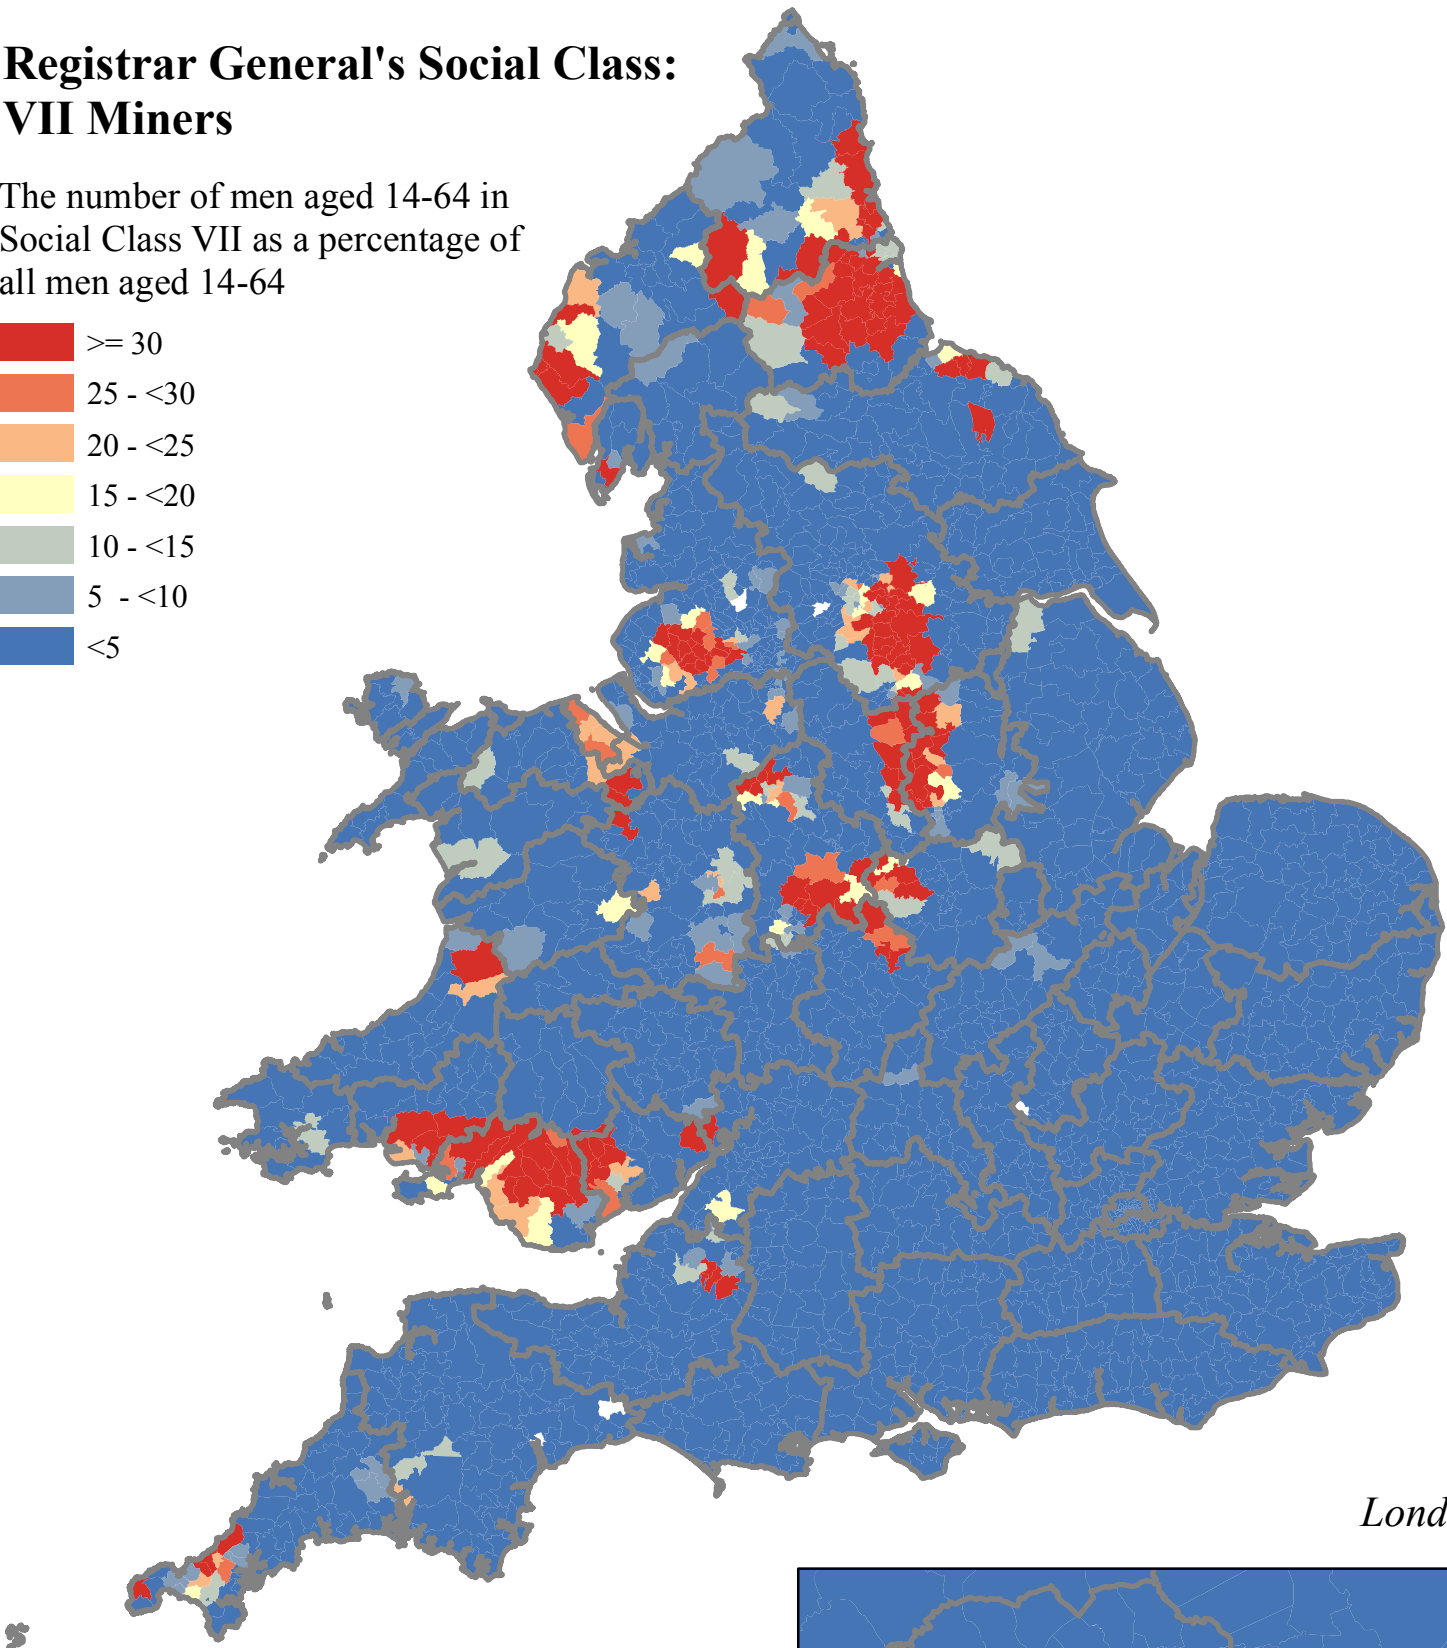 Registrar General's Social Class:
VII Miners
The number of men aged 14-64 in
Social Class VII as a percentage of
all men aged 14-64
>= 30
25 - <30
20 - <25
15 - <20
10 - <15
5 - <10
<5
Lond